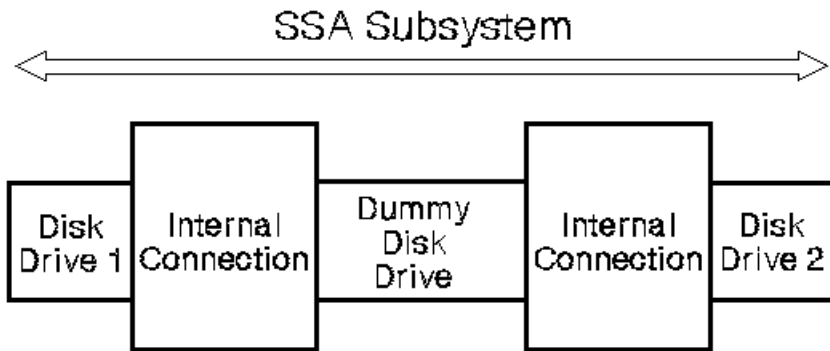 SSA Subsystem
Disk
Drive 1
Internal
Connection
Dummy
Disk
Drive
Internal
Connection
Disk
Drive 2